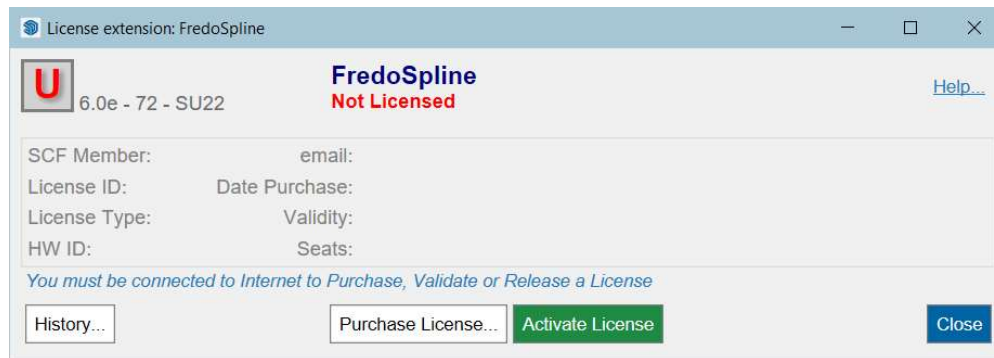 License extension: FredoSpline
U
6.0e - 72 - SU22
FredoSpline
Not Licensed
Help...
SCF Member: email:
License ID: Date Purchase:
License Type: Validity:
HW ID: Seats:
You must be connected to Internet to Purchase, Validate or Release a License
History... Purchase License... Activate License Close